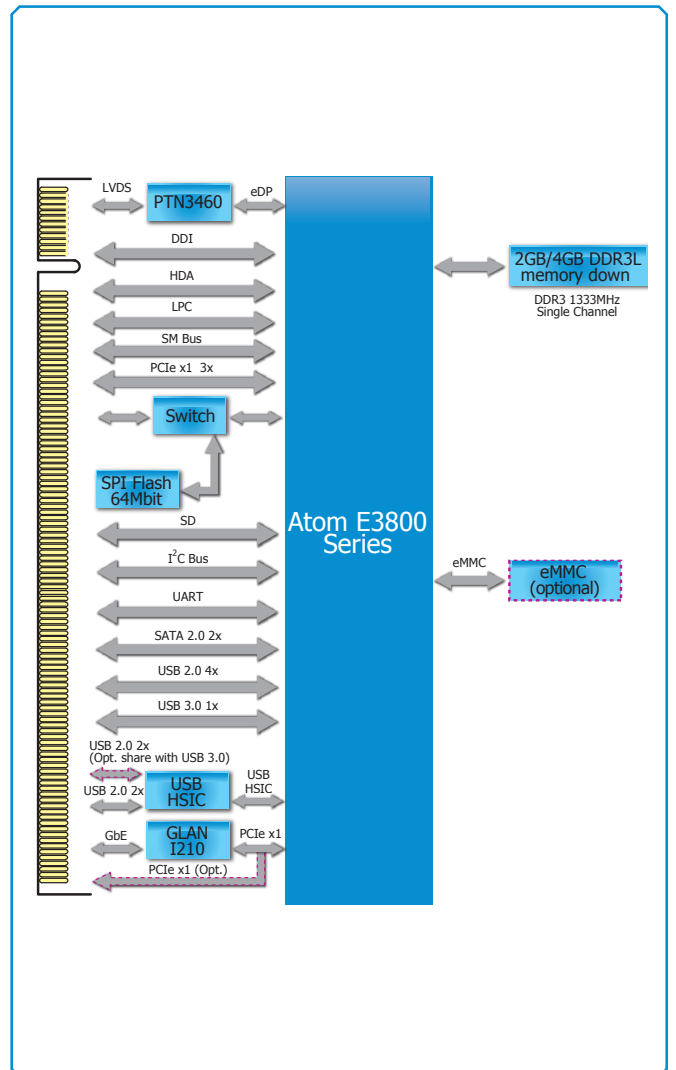 LVDS
PTN3460
eDP
DDI
HDA
LPC
SM Bus
PCIe x1 3x
Switch
SPI Flash
64Mbit
SD
I²C Bus
UART
SATA 2.0 2x
USB 2.0 4x
USB 3.0 1x
USB 2.0 2x
(Opt. share with USB 3.0)
USB 2.0 2x
USB
HSIC
USB
HSIC
GbE
GLAN
I210
PCIe x1
PCIe x1 (Opt.)
Atom E3800
Series
2GB/4GB DDR3L
memory down
DDR3 1333MHz
Single Channel
eMMC
eMMC
(optional)